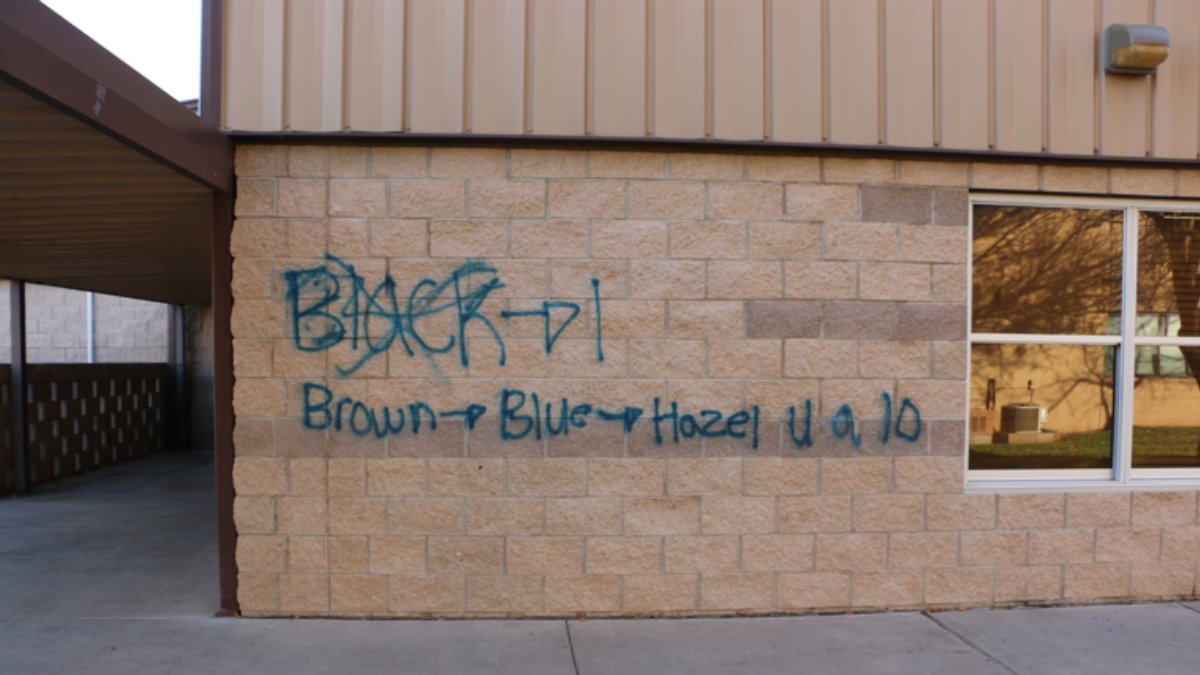 Black → 1
Brown → Blue → Hazel u a 10